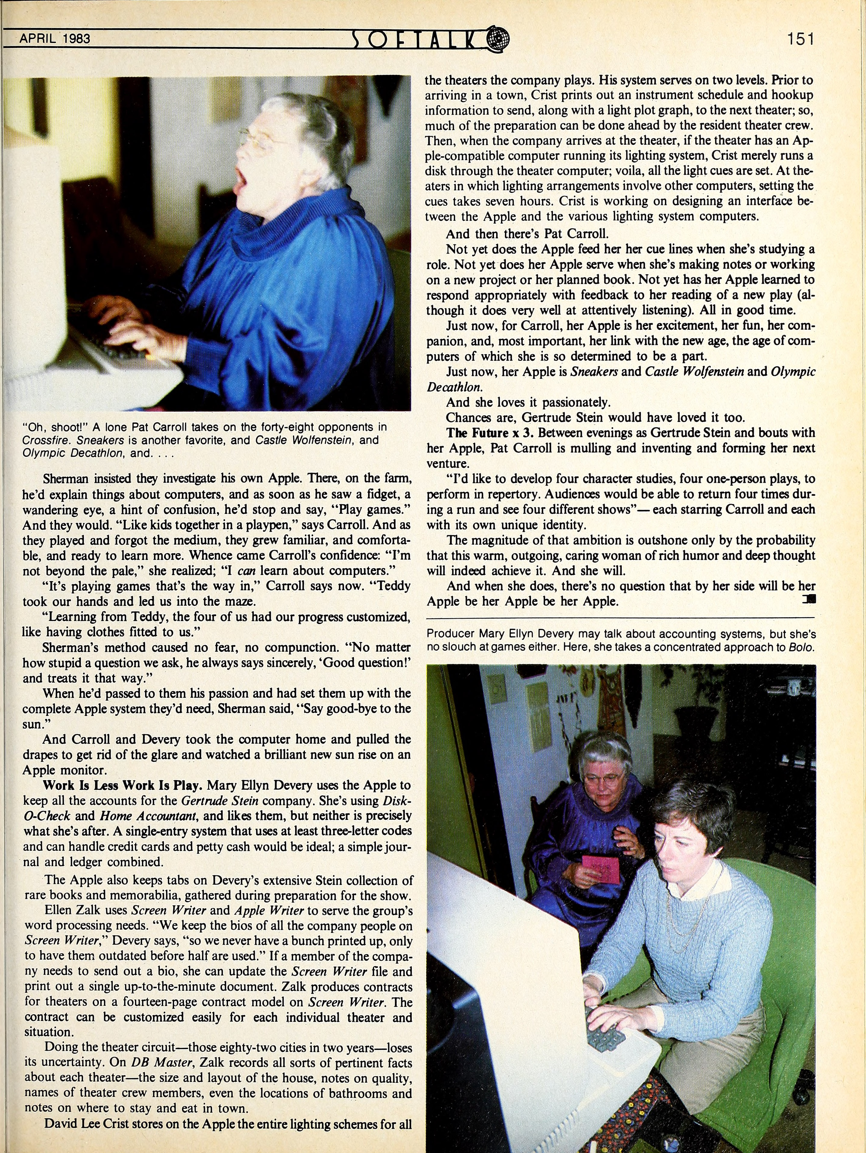 APRIL 1983
SOFTALK
151
"Oh, shoot!" A lone Pat Carroll takes on the forty-eight opponents in
Crossfire. Sneakers is another favorite, and Castle Wolfenstein, and
Olympic Decathlon, and. . . .
Sherman insisted they investigate his own Apple. There, on the farm,
he'd explain things about computers, and as soon as he saw a fidget, a
wandering eye, a hint of confusion, he'd stop and say, "Play games."
And they would. "Like kids together in a playpen," says Carroll. And as
they played and forgot the medium, they grew familiar, and comforta-
ble, and ready to learn more. Whence came Carroll's confidence: "I'm
not beyond the pale," she realized; "I can learn about computers."
"It's playing games that's the way in," Carroll says now. "Teddy
took our hands and led us into the maze.
"Learning from Teddy, the four of us had our progress customized,
like having clothes fitted to us."
Sherman's method caused no fear, no compunction. "No matter
how stupid a question we ask, he always says sincerely, 'Good question!'
and treats it that way."
When he'd passed to them his passion and had set them up with the
complete Apple system they'd need, Sherman said, "Say good-bye to the
sun."
And Carroll and Devery took the computer home and pulled the
drapes to get rid of the glare and watched a brilliant new sun rise on an
Apple monitor.
Work Is Less Work Is Play. Mary Ellyn Devery uses the Apple to
keep all the accounts for the Gertrude Stein company. She's using Disk-
O-Check and Home Accountant, and likes them, but neither is precisely
what she's after. A single-entry system that uses at least three-letter codes
and can handle credit cards and petty cash would be ideal; a simple jour-
nal and ledger combined.
The Apple also keeps tabs on Devery's extensive Stein collection of
rare books and memorabilia, gathered during preparation for the show.
Ellen Zalk uses Screen Writer and Apple Writer to serve the group's
word processing needs. "We keep the bios of all the company people on
Screen Writer," Devery says, "so we never have a bunch printed up, only
to have them outdated before half are used." If a member of the compa-
ny needs to send out a bio, she can update the Screen Writer file and
print out a single up-to-the-minute document. Zalk produces contracts
for theaters on a fourteen-page contract model on Screen Writer. The
contract can be customized easily for each individual theater and
situation.
Doing the theater circuit—those eighty-two cities in two years—loses
its uncertainty. On DB Master, Zalk records all sorts of pertinent facts
about each theater—the size and layout of the house, notes on quality,
names of theater crew members, even the locations of bathrooms and
notes on where to stay and eat in town.
David Lee Crist stores on the Apple the entire lighting schemes for all
the theaters the company plays. His system serves on two levels. Prior to
arriving in a town, Crist prints out an instrument schedule and hookup
information to send, along with a light plot graph, to the next theater; so,
much of the preparation can be done ahead by the resident theater crew.
Then, when the company arrives at the theater, if the theater has an Ap-
ple-compatible computer running its lighting system, Crist merely runs a
disk through the theater computer; voila, all the light cues are set. At the-
aters in which lighting arrangements involve other computers, setting the
cues takes seven hours. Crist is working on designing an interface be-
tween the Apple and the various lighting system computers.
And then there's Pat Carroll.
Not yet does the Apple feed her her cue lines when she's studying a
role. Not yet does her Apple serve when she's making notes or working
on a new project or her planned book. Not yet has her Apple learned to
respond appropriately with feedback to her reading of a new play (al-
though it does very well at attentively listening). All in good time.
Just now, for Carroll, her Apple is her excitement, her fun, her com-
panion, and, most important, her link with the new age, the age of com-
puters of which she is so determined to be a part.
Just now, her Apple is Sneakers and Castle Wolfenstein and Olympic
Decathlon.
And she loves it passionately.
Chances are, Gertrude Stein would have loved it too.
The Future x 3. Between evenings as Gertrude Stein and bouts with
her Apple, Pat Carroll is mulling and inventing and forming her next
venture.
"I'd like to develop four character studies, four one-person plays, to
perform in repertory. Audiences would be able to return four times dur-
ing a run and see four different shows"— each starring Carroll and each
with its own unique identity.
The magnitude of that ambition is outshone only by the probability
that this warm, outgoing, caring woman of rich humor and deep thought
will indeed achieve it. And she will.
And when she does, there's no question that by her side will be her
Apple be her Apple be her Apple.
Producer Mary Ellyn Devery may talk about accounting systems, but she's
no slouch at games either. Here, she takes a concentrated approach to Bolo.